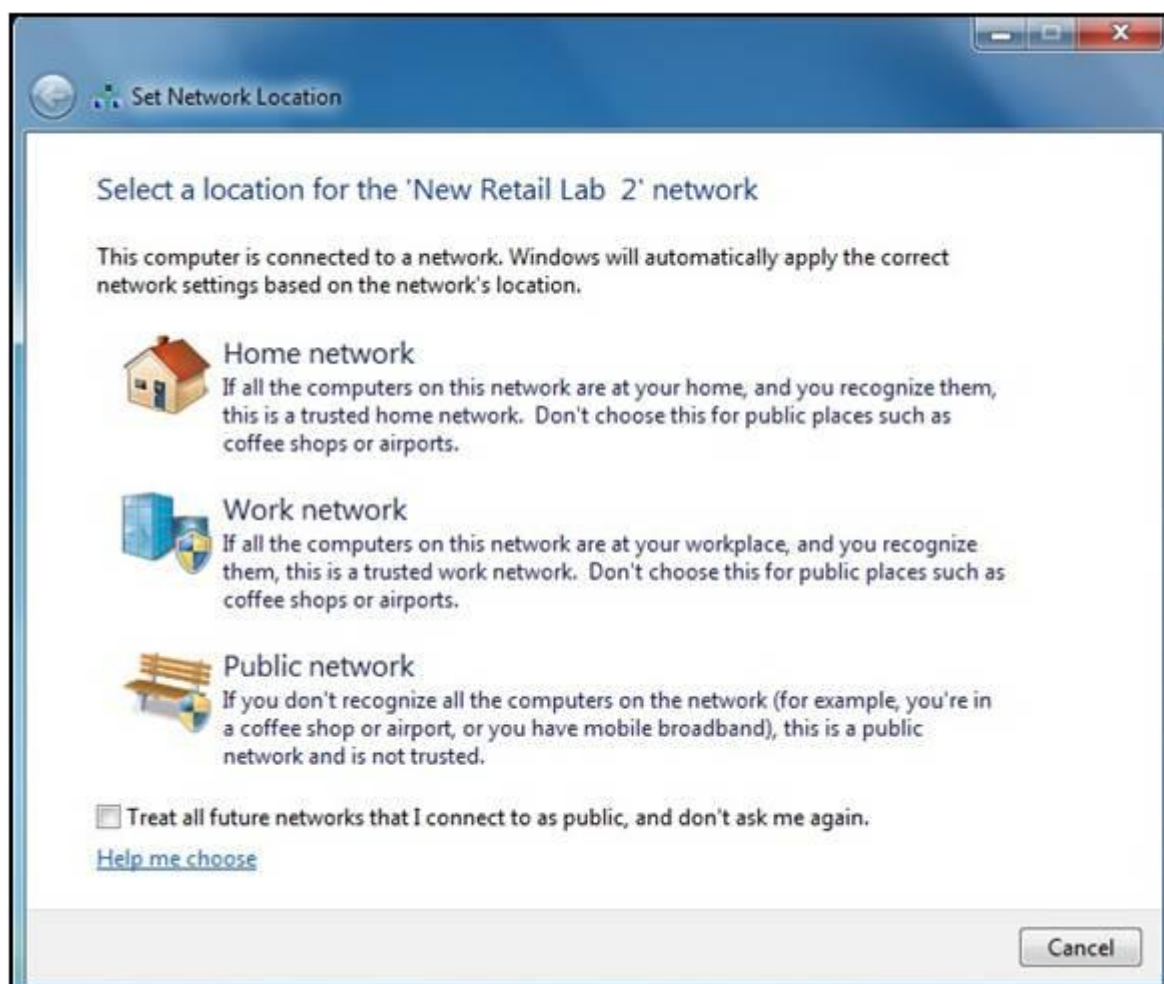 Set Network Location
Select a location for the 'New Retail Lab 2' network
This computer is connected to a network. Windows will automatically apply the correct
network settings based on the network's location.
Home network
If all the computers on this network are at your home, and you recognize them,
this is a trusted home network. Don't choose this for public places such as
coffee shops or airports.
Work network
If all the computers on this network are at your workplace, and you recognize
them, this is a trusted work network. Don't choose this for public places such as
coffee shops or airports.
Public network
If you don't recognize all the computers on the network (for example, you're in
a coffee shop or airport, or you have mobile broadband), this is a public
network and is not trusted.
Treat all future networks that I connect to as public, and don't ask me again.
Help me choose
Cancel